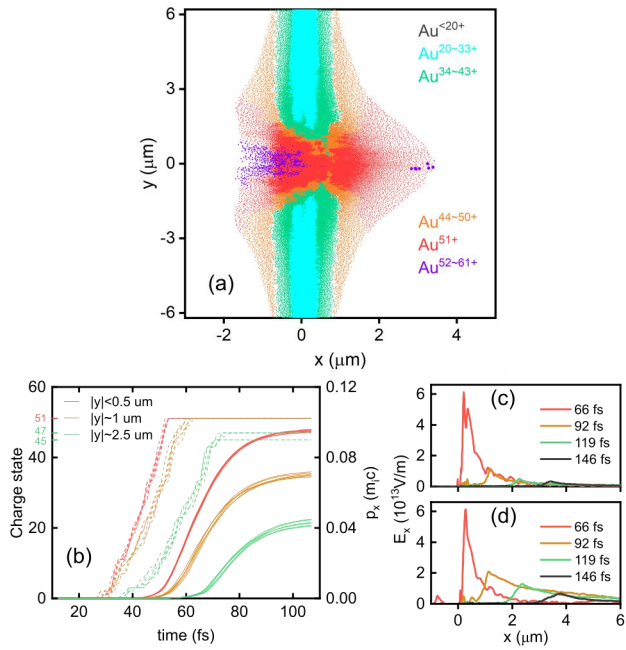 6
3
0
-3
-6
y (μm)
Au<20+
Au20~33+
Au34~43+
Au44~50+
Au51+
Au52~61+
(a)
-2
0
2
4
x (μm)
60
40
20
0
51
47
45
Charge state
|y|<0.5 um
|y|~1 um
|y|~2.5 um
(b)
20
40
60
80
100
time (fs)
0.12
0.08
0.04
0.00
px (mic)
6
4
2
0
(c)
66 fs
92 fs
119 fs
146 fs
Ex (10^13V/m)
6
4
2
0
(d)
66 fs
92 fs
119 fs
146 fs
0
2
4
6
x (μm)